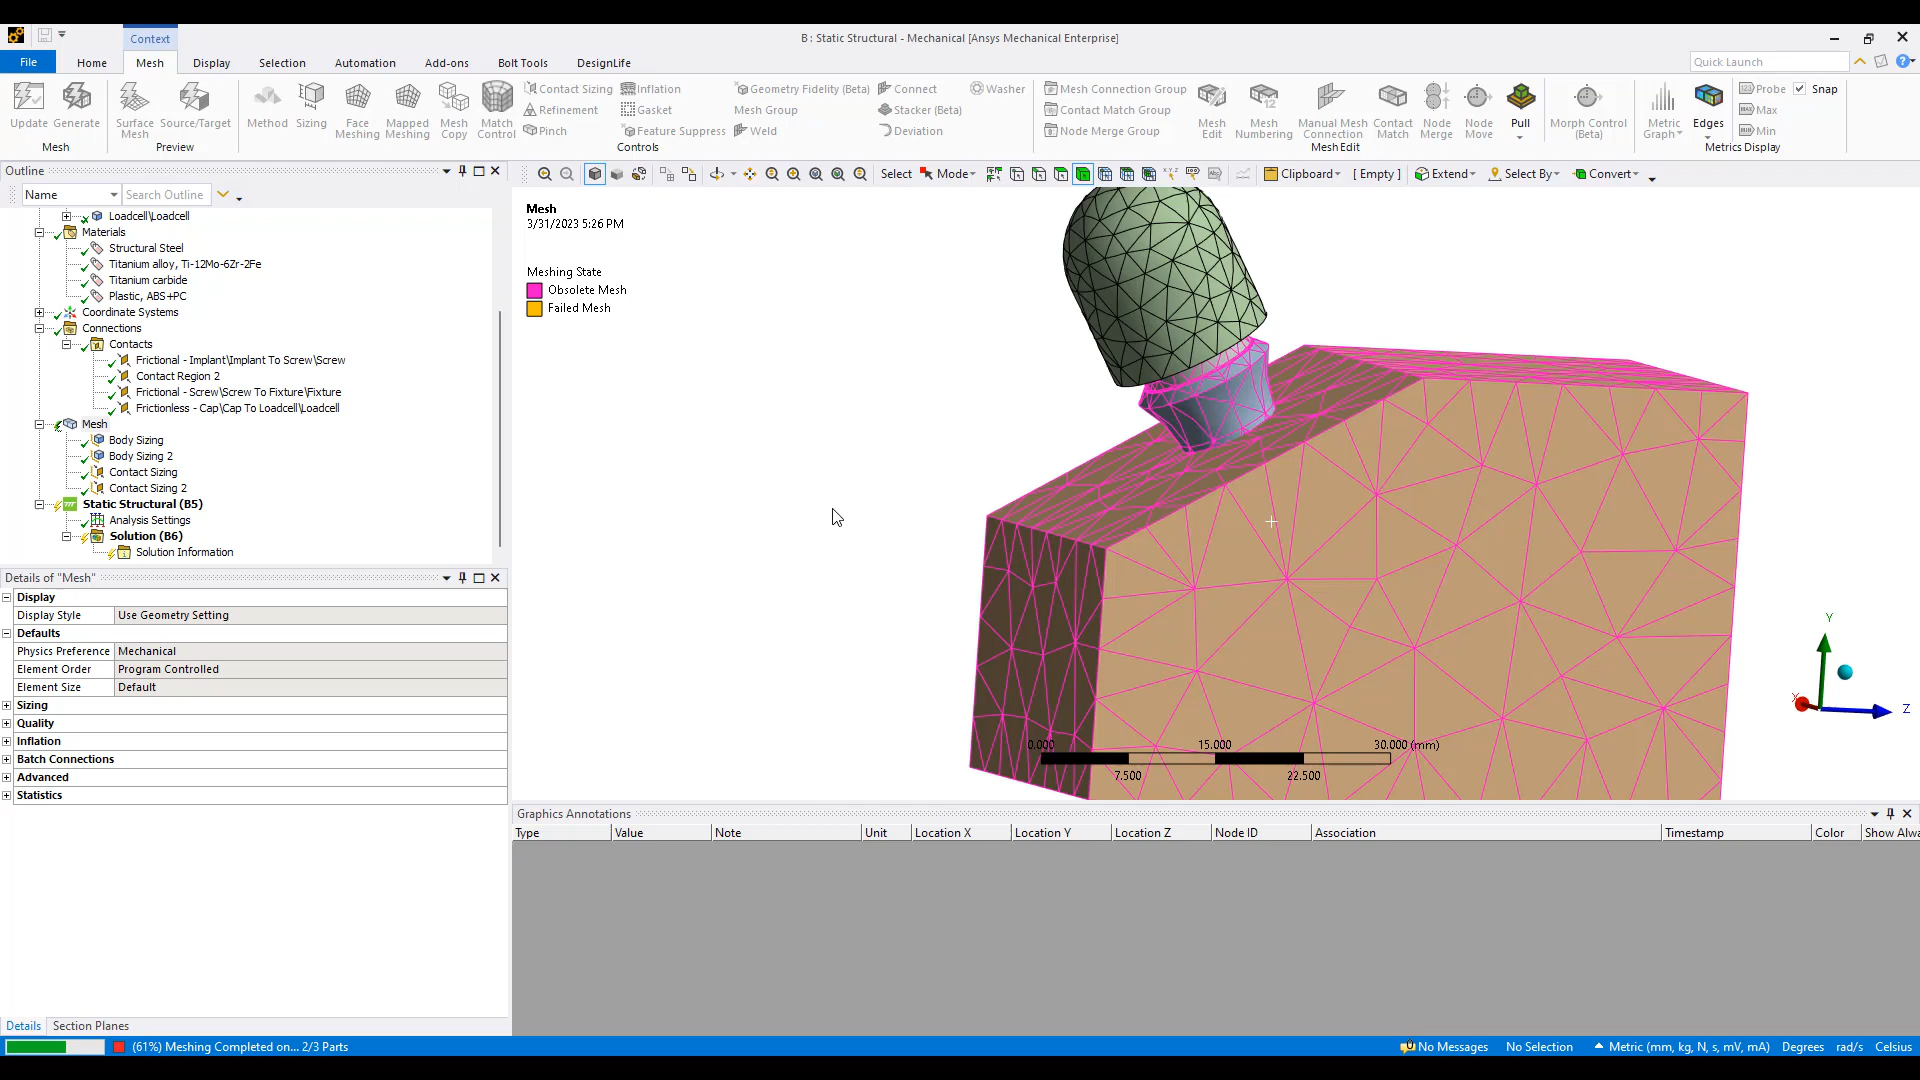 B : Static Structural - Mechanical [Ansys Mechanical Enterprise]
Context
File Home Mesh Display Selection Automation Add-ons Bolt Tools DesignLife
Quick Launch
Update Generate
Mesh
Surface Mesh Source/Target
Preview
Method Sizing Face Meshing Mapped Meshing Mesh Copy Match Control
Contact Sizing Inflation Geometry Fidelity (Beta) Connect Washer
Refinement Gasket Mesh Group Stacker (Beta)
Pinch Feature Suppress Weld Deviation
Controls
Mesh Connection Group
Contact Match Group
Node Merge Group
Mesh Edit Mesh Numbering Manual Mesh Connection Contact Match Node Merge Node Move Pull Morph Control (Beta)
Mesh Edit
Metric Graph Edges
Probe Snap
Max
Min
Metrics Display
Outline
Name Search Outline
Select Mode Clipboard [ Empty ] Extend Select By Convert
Loadcell\Loadcell
Materials
Structural Steel
Titanium alloy, Ti-12Mo-6Zr-2Fe
Titanium carbide
Plastic, ABS+PC
Coordinate Systems
Connections
Contacts
Frictional - Implant\Implant To Screw\Screw
Contact Region 2
Frictional - Screw\Screw To Fixture\Fixture
Frictionless - Cap\Cap To Loadcell\Loadcell
Mesh
Body Sizing
Body Sizing 2
Contact Sizing
Contact Sizing 2
Static Structural (B5)
Analysis Settings
Solution (B6)
Solution Information
Details of "Mesh"
Display
Display Style Use Geometry Setting
Defaults
Physics Preference Mechanical
Element Order Program Controlled
Element Size Default
Sizing
Quality
Inflation
Batch Connections
Advanced
Statistics
Details Section Planes
Mesh
3/31/2023 5:26 PM
Meshing State
Obsolete Mesh
Failed Mesh
Y
X
Z
0.000 15.000 30.000 (mm)
7.500 22.500
Graphics Annotations
Type Value Note Unit Location X Location Y Location Z Node ID Association Timestamp Color Show Alwa
(61%) Meshing Completed on... 2/3 Parts
No Messages No Selection Metric (mm, kg, N, s, mV, mA) Degrees rad/s Celsius